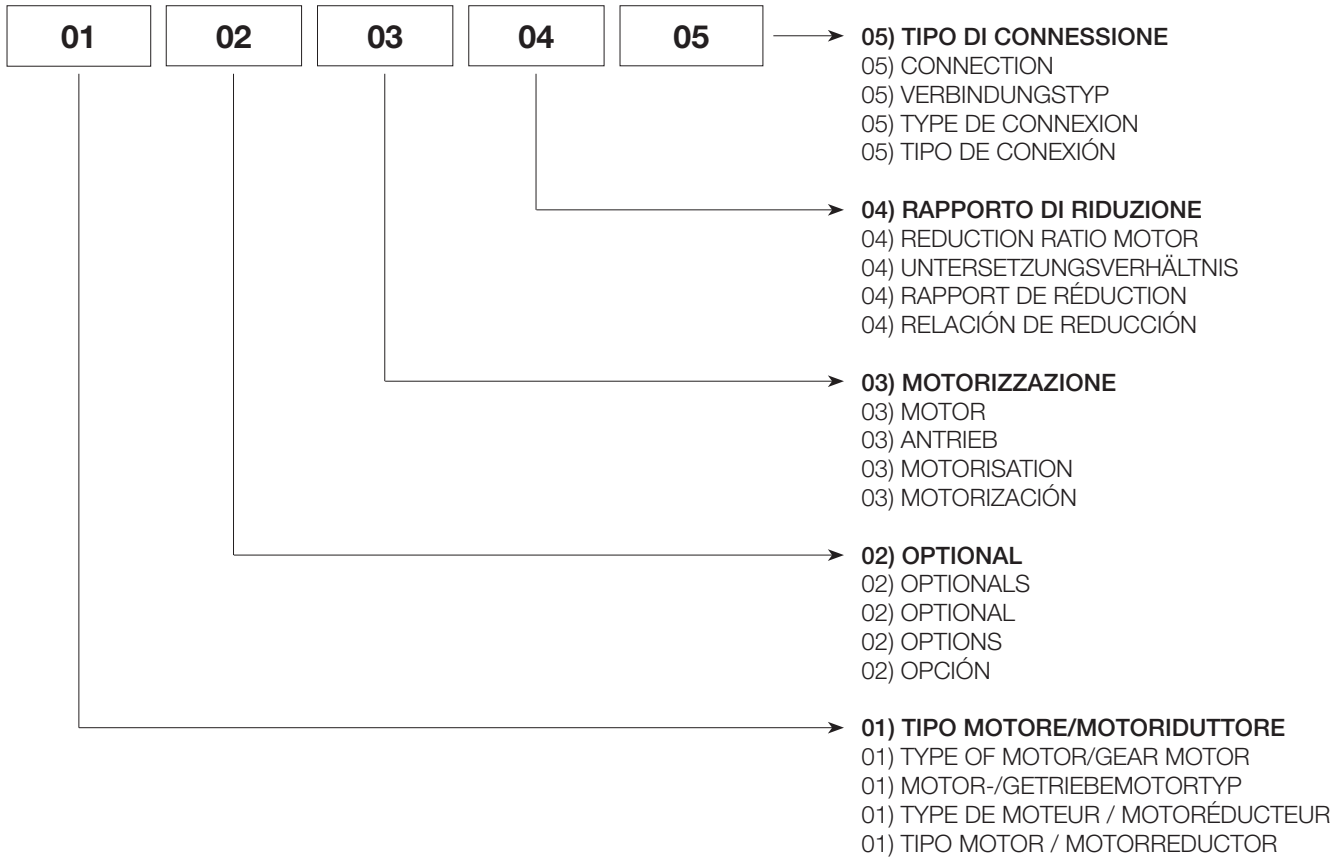 01 02 03 04 05
05) TIPO DI CONNESSIONE
05) CONNECTION
05) VERBINDUNGSTYP
05) TYPE DE CONNEXION
05) TIPO DE CONEXIÓN
04) RAPPORTO DI RIDUZIONE
04) REDUCTION RATIO MOTOR
04) UNTERSETZUNGSVERHÄLTNIS
04) RAPPORT DE RÉDUCTION
04) RELACIÓN DE REDUCCIÓN
03) MOTORIZZAZIONE
03) MOTOR
03) ANTRIEB
03) MOTORISATION
03) MOTORIZACIÓN
02) OPTIONAL
02) OPTIONALS
02) OPTIONAL
02) OPTIONS
02) OPCIÓN
01) TIPO MOTORE/MOTORIDUTTORE
01) TYPE OF MOTOR/GEAR MOTOR
01) MOTOR-/GETRIEBEMOTORTYP
01) TYPE DE MOTEUR / MOTORÉDUCTEUR
01) TIPO MOTOR / MOTORREDUCTOR